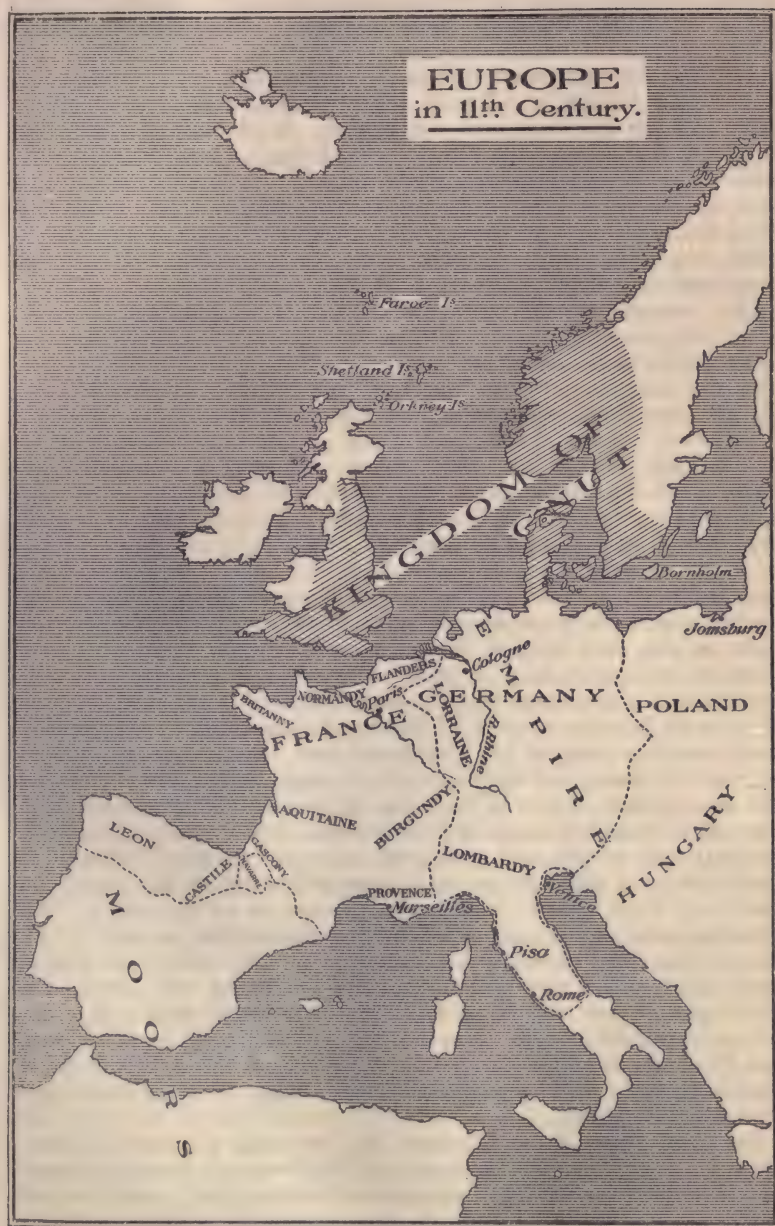 EUROPE
in 11th Century.
Faroe Is
Shetland Is
Orkney Is
KINGDOM OF
CNUT
Bornholm
Jomsburg
EMPIRE
Cologne
FLANDERS
NORMANDY
Paris
BRITANNY
FRANCE
LORRAINE
GERMANY
R. Rhine
POLAND
HUNGARY
AQUITAINE
BURGUNDY
LEON
CASTILE
GASCONY
LOMBARDY
Venice
PROVENCE
Marseilles
MOORS
Pisa
Rome